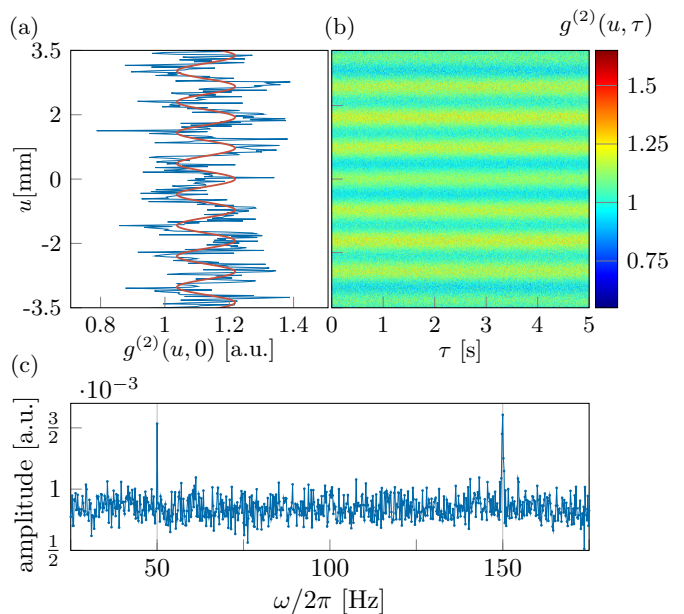 (a)
(b)
g^(2)(u, τ)
3.5
2
0
-2
-3.5
u[mm]
0.8
1
1.2
1.4
g^(2)(u, 0) [a.u.]
0
1
2
3
4
5
τ [s]
1.5
1.25
1
0.75
(c)
·10^−3
3/2
1
1/2
amplitude [a.u.]
50
100
150
ω/2π [Hz]